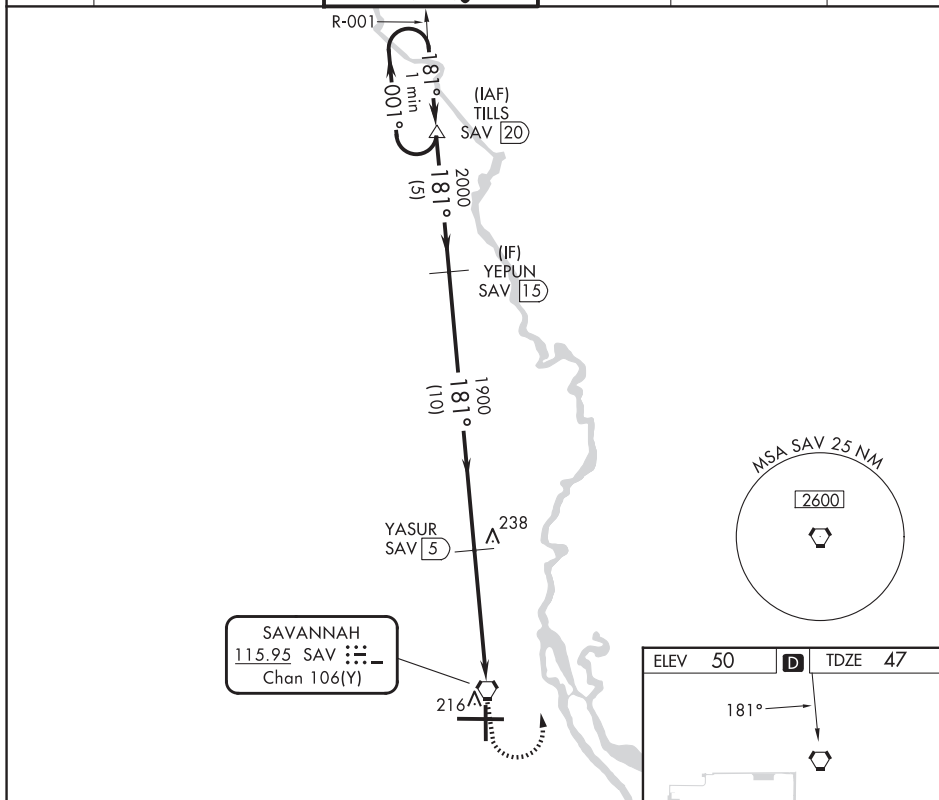 R-001
181°
1 min
001°
(IAF)
TILLS
SAV 20
2000
181°
(5)
(IF)
YEPUN
SAV 15
1900
181°
(10)
MSA SAV 25 NM
2600
YASUR
SAV 5
238
SAVANNAH
115.95 SAV
Chan 106(Y)
216
ELEV 50 D TDZE 47
181°